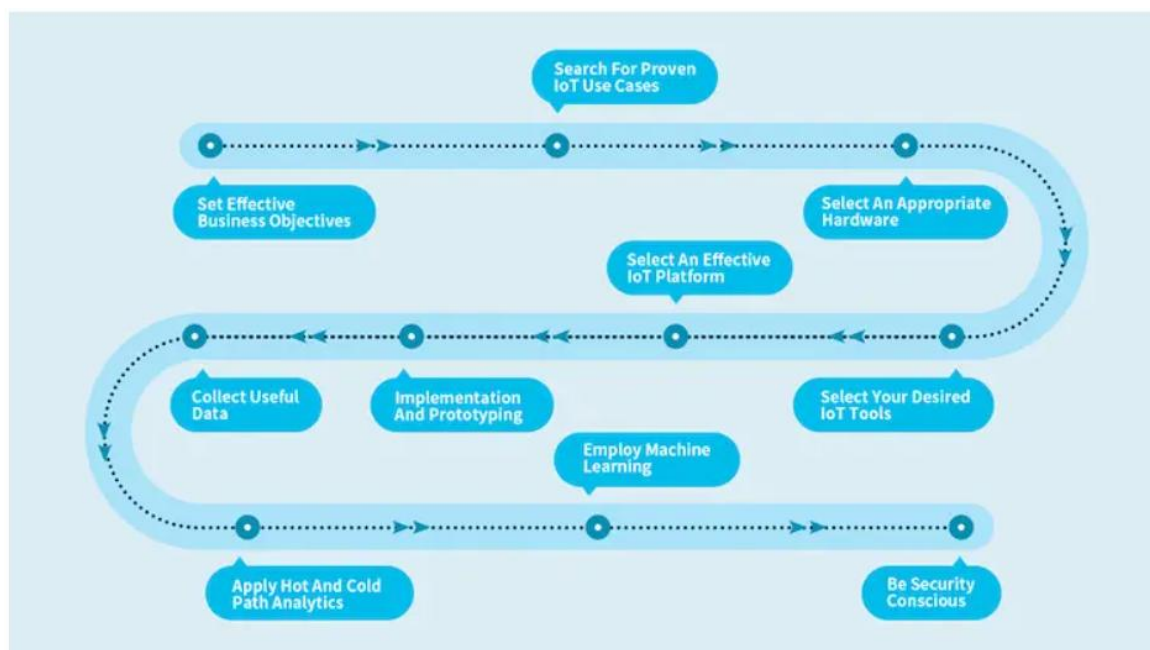 Set Effective
Business Objectives
Search For Proven
IoT Use Cases
Select An Appropriate
Hardware
Select Your Desired
IoT Tools
Select An Effective
IoT Platform
Implementation
And Prototyping
Collect Useful
Data
Apply Hot And Cold
Path Analytics
Employ Machine
Learning
Be Security
Conscious